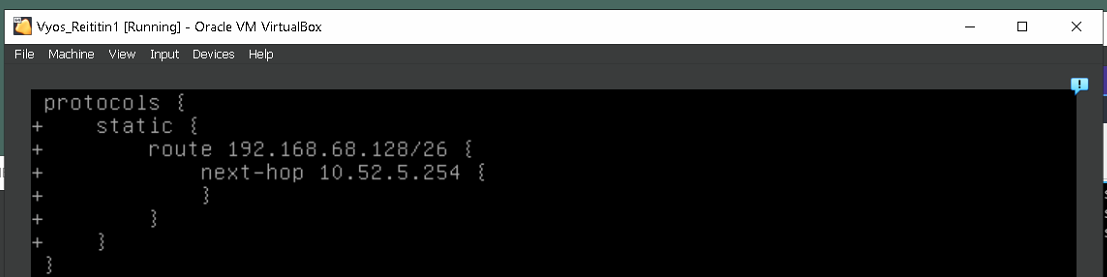 Vyos_Reititin1 [Running] - Oracle VM VirtualBox
File Machine View Input Devices Help
protocols {
+    static {
+        route 192.168.68.128/26 {
+            next-hop 10.52.5.254 {
+            }
+        }
+    }
}